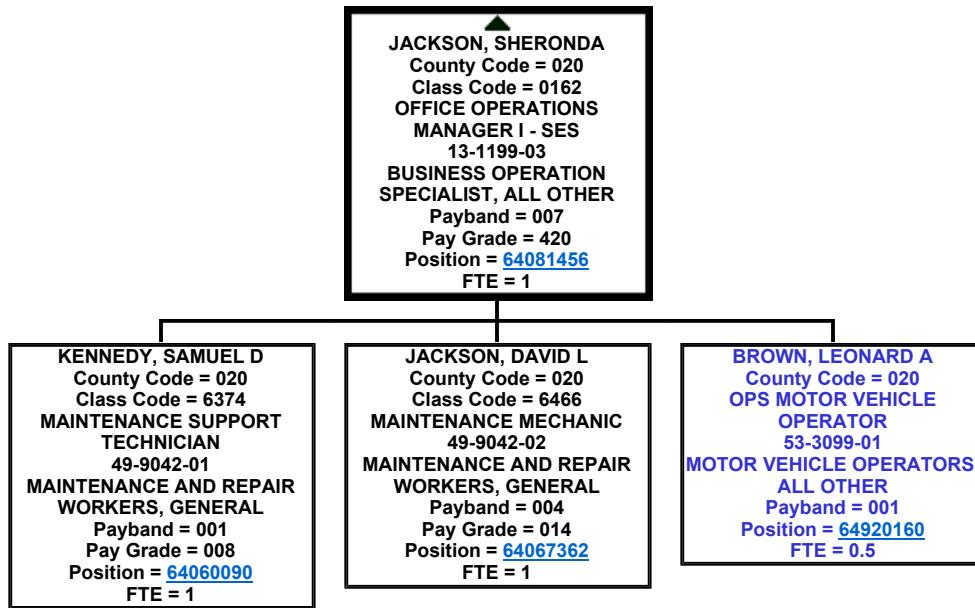 JACKSON, SHERONDA
County Code = 020
Class Code = 0162
OFFICE OPERATIONS
MANAGER I - SES
13-1199-03
BUSINESS OPERATION
SPECIALIST, ALL OTHER
Payband = 007
Pay Grade = 420
Position = 64081456
FTE = 1
KENNEDY, SAMUEL D
County Code = 020
Class Code = 6374
MAINTENANCE SUPPORT
TECHNICIAN
49-9042-01
MAINTENANCE AND REPAIR
WORKERS, GENERAL
Payband = 001
Pay Grade = 008
Position = 64060090
FTE = 1
JACKSON, DAVID L
County Code = 020
Class Code = 6466
MAINTENANCE MECHANIC
49-9042-02
MAINTENANCE AND REPAIR
WORKERS, GENERAL
Payband = 004
Pay Grade = 014
Position = 64067362
FTE = 1
BROWN, LEONARD A
County Code = 020
OPS MOTOR VEHICLE
OPERATOR
53-3099-01
MOTOR VEHICLE OPERATORS
ALL OTHER
Payband = 001
Position = 64920160
FTE = 0.5